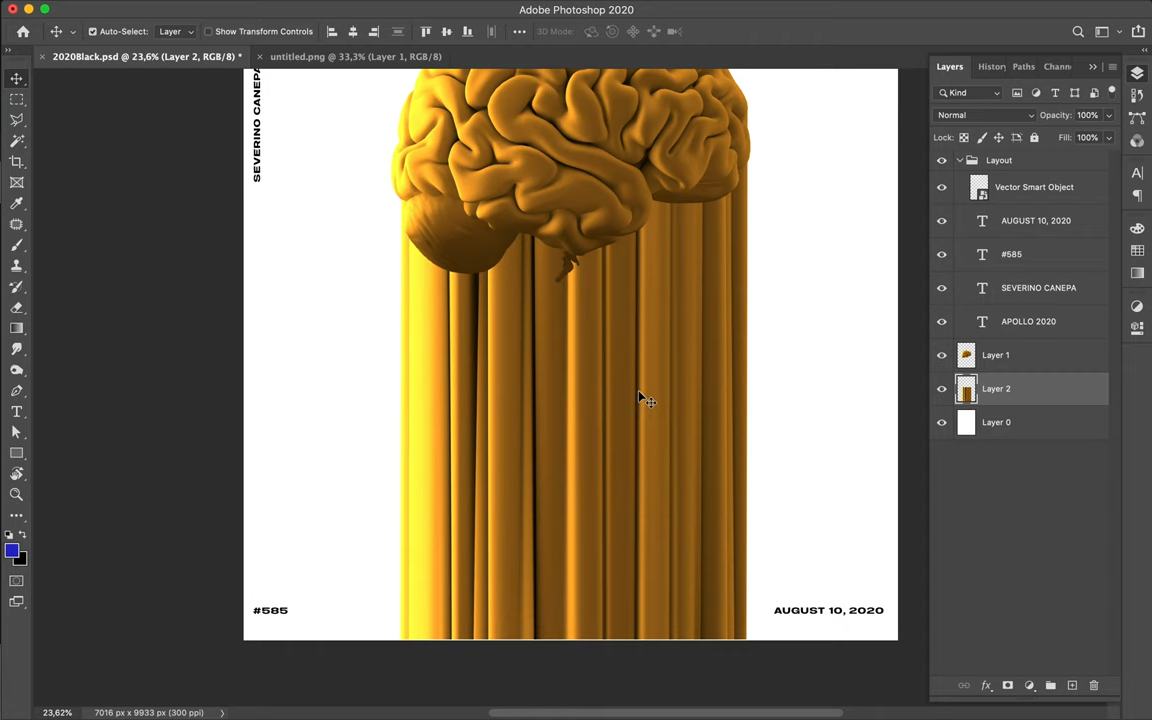 Adobe Photoshop 2020
Auto-Select: Layer Show Transform Controls ••• 3D Mode:
2020Black.psd @ 23,6% (Layer 2, RGB/8) * untitled.png @ 33,3% (Layer 1, RGB/8)
SEVERINO CANEPA
#585
AUGUST 10, 2020
Layers History Paths Chann
Kind
Normal Opacity: 100%
Lock: Fill: 100%
Layout
Vector Smart Object
AUGUST 10, 2020
#585
SEVERINO CANEPA
APOLLO 2020
Layer 1
Layer 2
Layer 0
23,62% 7016 px x 9933 px (300 ppi)